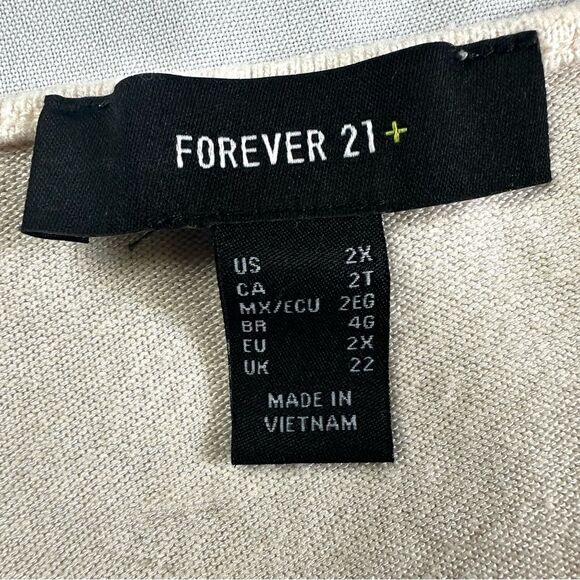 FOREVER 21+
US 2X
CA 2T
MX/ECU 2EG
BR 4G
EU 2X
UK 22
MADE IN
VIETNAM